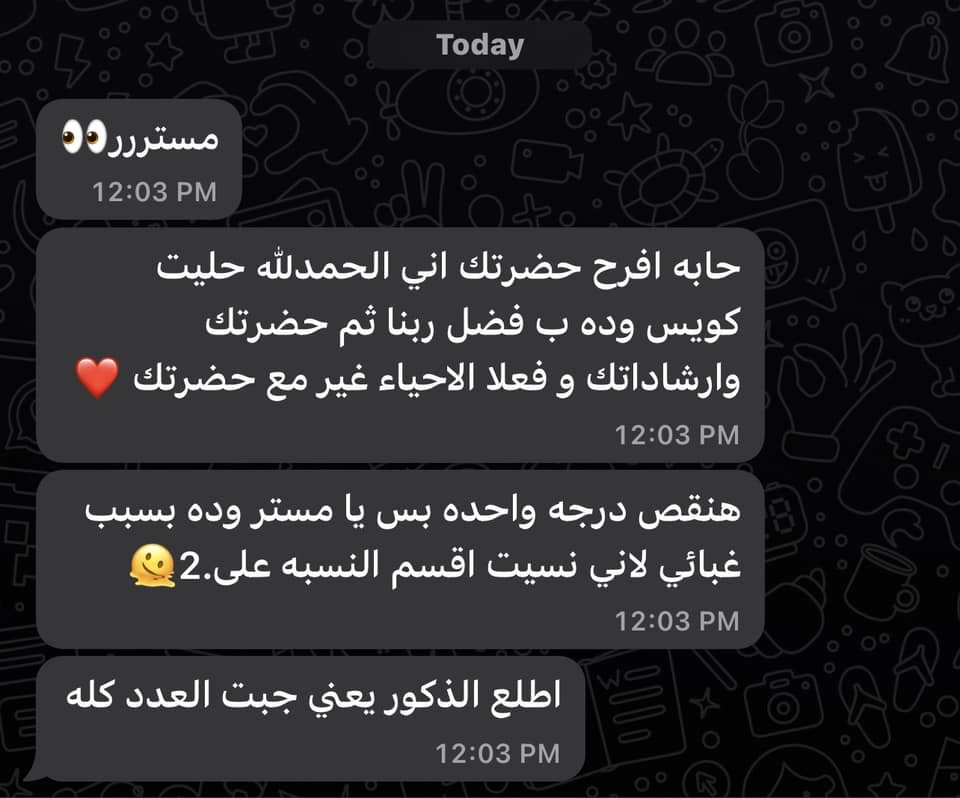 Today
مستررر👀
12:03 PM
حابه افرح حضرتك اني الحمدلله حليت
كويس وده ب فضل ربنا ثم حضرتك
وارشاداتك و فعلا الاحياء غير مع حضرتك ❤️
12:03 PM
هنقص درجه واحده بس يا مستر وده بسبب
غبائي لاني نسيت اقسم النسبه على.2🫠
12:03 PM
اطلع الذكور يعني جبت العدد كله
12:03 PM